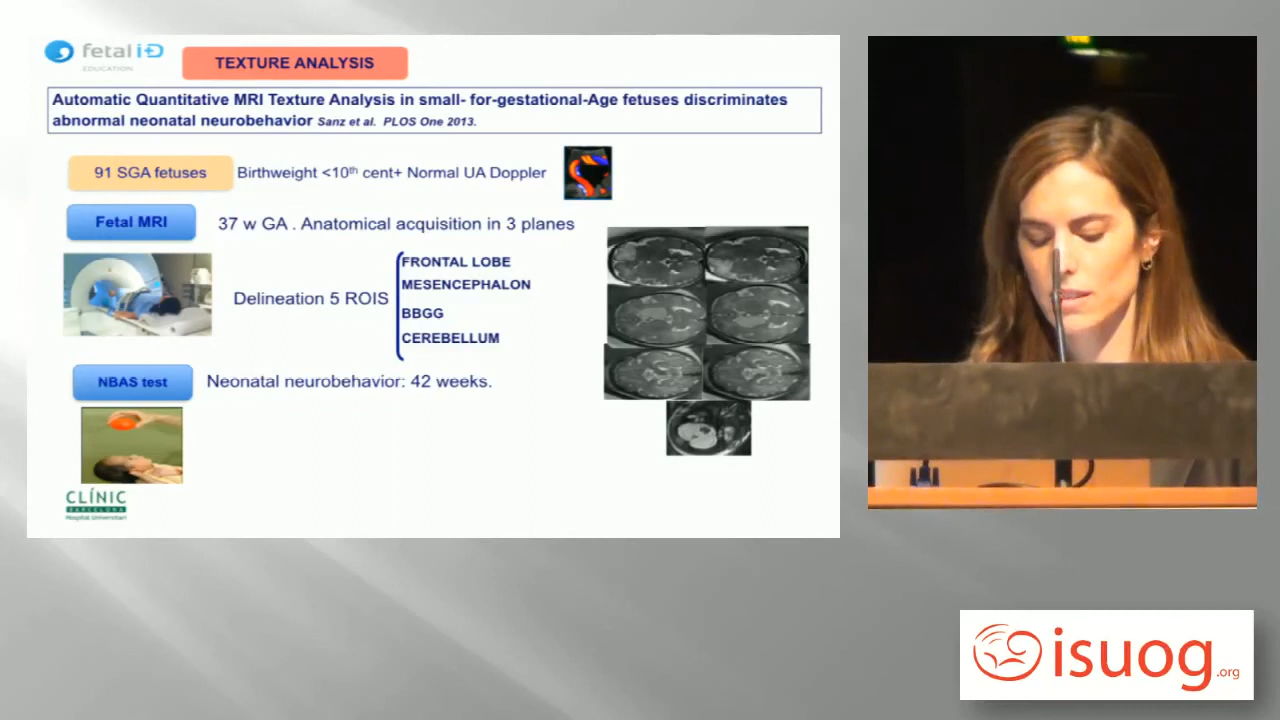 fetal i+D
EDUCATION
TEXTURE ANALYSIS
Automatic Quantitative MRI Texture Analysis in small- for-gestational-Age fetuses discriminates
abnormal neonatal neurobehavior Sanz et al. PLOS One 2013.
91 SGA fetuses Birthweight <10th cent+ Normal UA Doppler
Fetal MRI 37 w GA . Anatomical acquisition in 3 planes
Delineation 5 ROIS
FRONTAL LOBE
MESENCEPHALON
BBGG
CEREBELLUM
NBAS test Neonatal neurobehavior: 42 weeks.
CLÍNIC
BARCELONA
Hospital Universitari
isuog.org